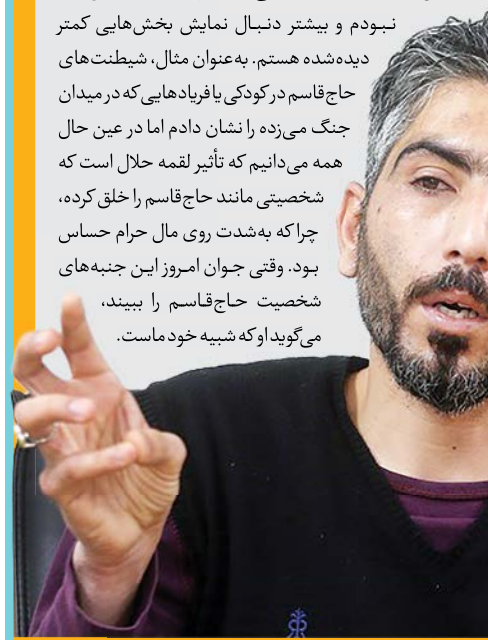 نبودم و بیشتر دنبال نمایش بخش‌هایی کمتر
دیده‌شده هستم. به‌عنوان مثال، شیطنت‌های
حاج‌قاسم در کودکی یا فریادهایی که در میدان
جنگ می‌زده را نشان دادم اما در عین حال
همه می‌دانیم که تأثیر لقمه حلال است که
شخصیتی مانند حاج‌قاسم را خلق کرده،
چرا که به‌شدت روی مال حرام حساس
بود. وقتی جوان امروز این جنبه‌های
شخصیت حاج‌قاسم را ببیند،
می‌گوید او که شبیه خود ماست.